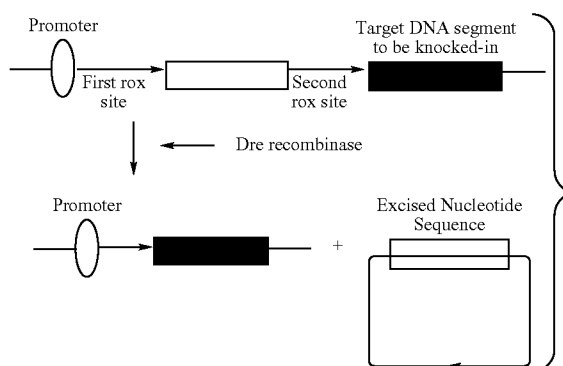 Promoter
Target DNA segment
to be knocked-in
First rox
site
Second
rox site
Dre recombinase
Promoter
Excised Nucleotide
Sequence
+